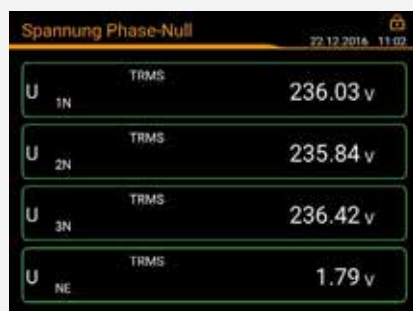 Spannung Phase-Null
22.12.2016 11:02
U 1N TRMS 236.03 V
U 2N TRMS 235.84 V
U 3N TRMS 236.42 V
U NE TRMS 1.79 V